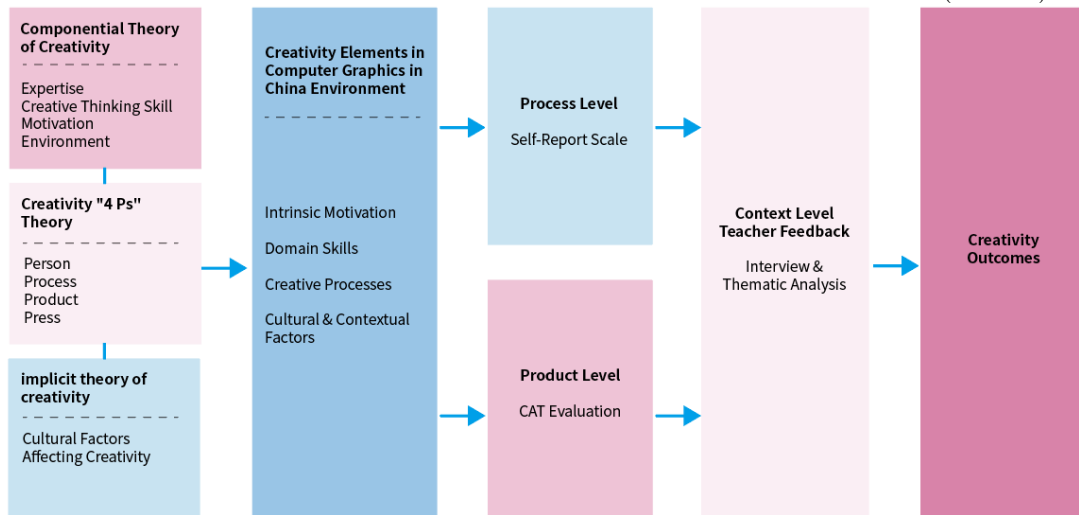 Componential Theory
of Creativity
Expertise
Creative Thinking Skill
Motivation
Environment
Creativity "4 Ps"
Theory
Person
Process
Product
Press
implicit theory of
creativity
Cultural Factors
Affecting Creativity
Creativity Elements in
Computer Graphics in
China Environment
Intrinsic Motivation
Domain Skills
Creative Processes
Cultural & Contextual
Factors
Process Level
Self-Report Scale
Product Level
CAT Evaluation
Context Level
Teacher Feedback
Interview &
Thematic Analysis
Creativity
Outcomes